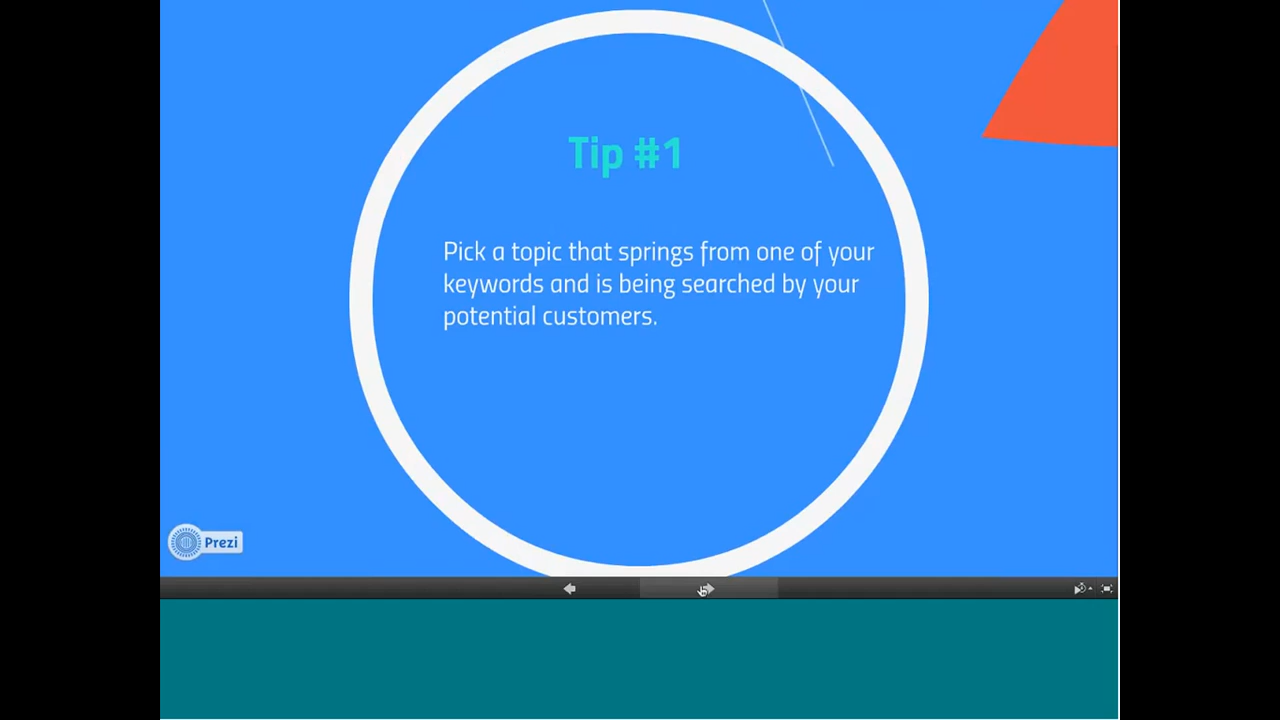 Tip #1
Pick a topic that springs from one of your
keywords and is being searched by your
potential customers.
Prezi